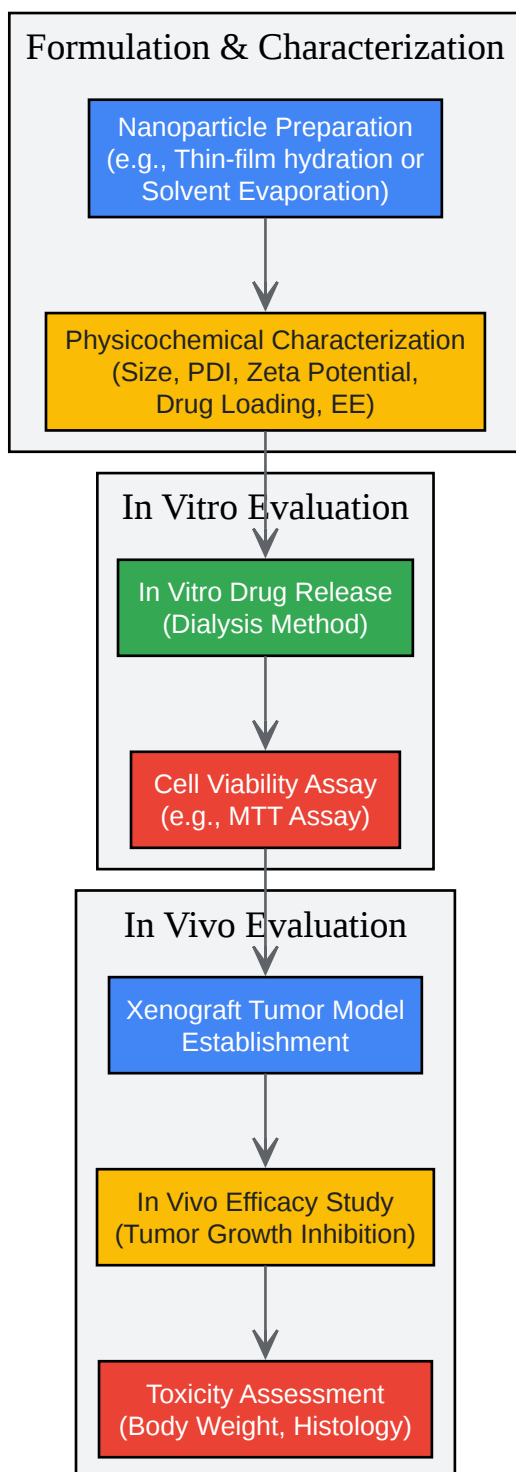 Formulation & Characterization
Nanoparticle Preparation
(e.g., Thin-film hydration or
Solvent Evaporation)
Physicochemical Characterization
(Size, PDI, Zeta Potential,
Drug Loading, EE)
In Vitro Evaluation
In Vitro Drug Release
(Dialysis Method)
Cell Viability Assay
(e.g., MTT Assay)
In Vivo Evaluation
Xenograft Tumor Model
Establishment
In Vivo Efficacy Study
(Tumor Growth Inhibition)
Toxicity Assessment
(Body Weight, Histology)